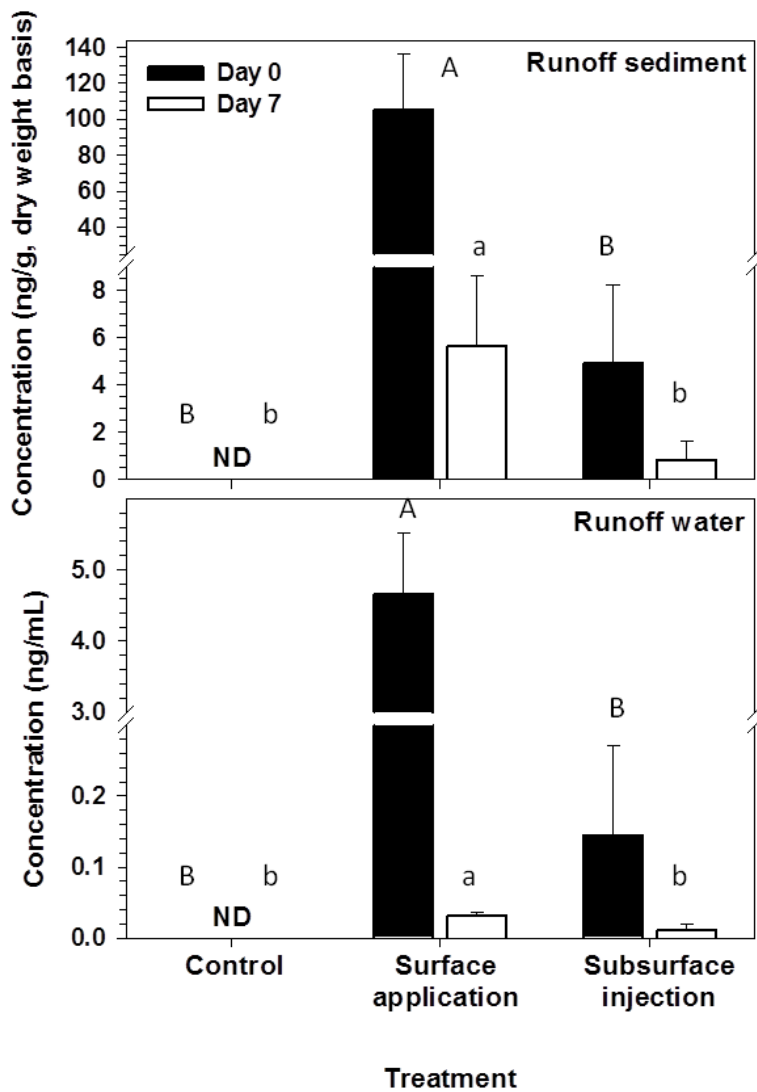 Concentration (ng/g, dry weight basis)
140
120
100
80
60
40
8
6
4
2
0
Day 0
Day 7
Runoff sediment
A
a
B
b
B b
ND
Concentration (ng/mL)
5.0
4.0
3.0
0.2
0.1
0.0
Runoff water
A
B
B b
a
b
ND
Control
Surface application
Subsurface injection
Treatment